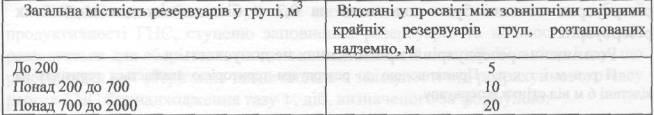 Загальна місткість резервуарів у групі, м³
Відстані у просвіті між зовнішніми твірними
крайніх резервуарів груп, розташованих
надземно, м
До 200 5
Понад 200 до 700 10
Понад 700 до 2000 20